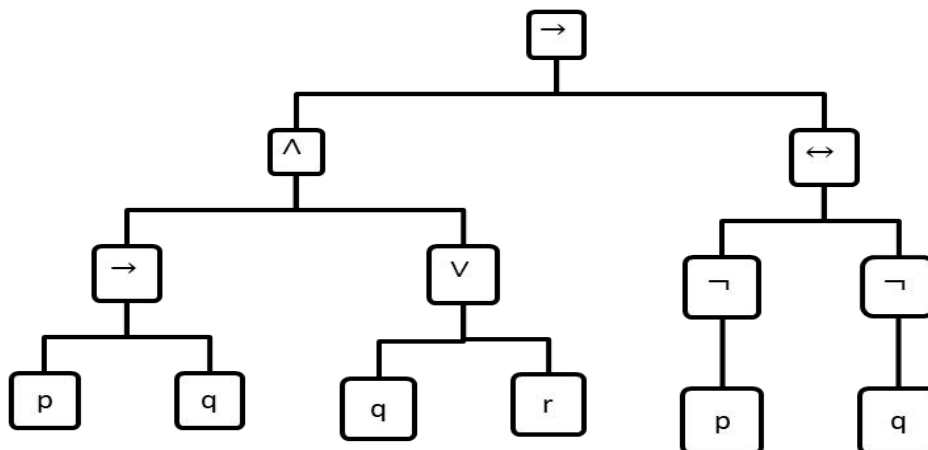 →
∧ ↔
→ ∨ ¬ ¬
p q q r p q